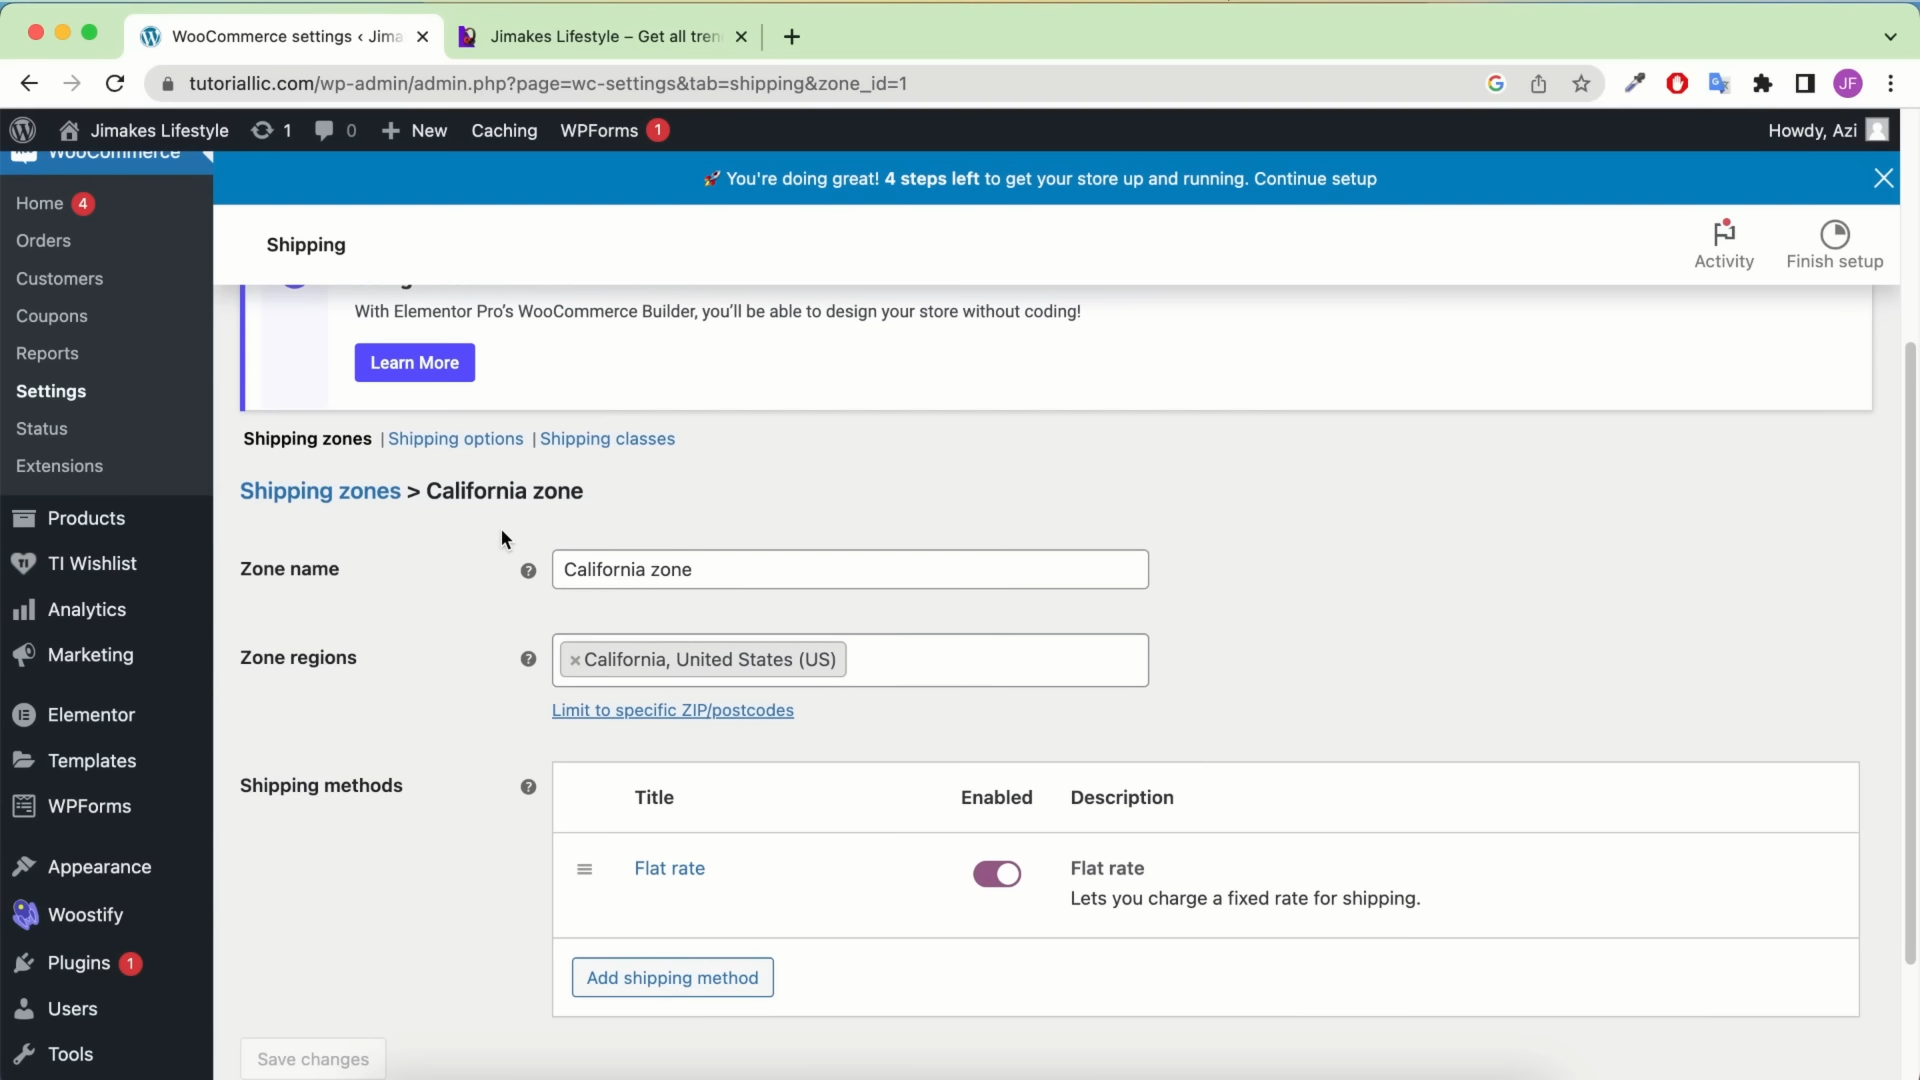 WooCommerce settings ‹ Jima
Jimakes Lifestyle – Get all tren
tutoriallic.com/wp-admin/admin.php?page=wc-settings&tab=shipping&zone_id=1
JF
Jimakes Lifestyle
1
0
New
Caching
WPForms
1
Howdy, Azi
WooCommerce
🚀 You're doing great! 4 steps left to get your store up and running. Continue setup
Home
4
Shipping
Activity
Finish setup
Orders
Customers
Coupons
Reports
Settings
Status
Extensions
Products
TI Wishlist
Analytics
Marketing
Elementor
Templates
WPForms
Appearance
Woostify
Plugins
1
Users
Tools
With Elementor Pro’s WooCommerce Builder, you’ll be able to design your store without coding!
Learn More
Shipping zones | Shipping options | Shipping classes
Shipping zones > California zone
Zone name
?
California zone
Zone regions
?
× California, United States (US)
Limit to specific ZIP/postcodes
Shipping methods
?
Title
Enabled
Description
Flat rate
Flat rate
Lets you charge a fixed rate for shipping.
Add shipping method
Save changes